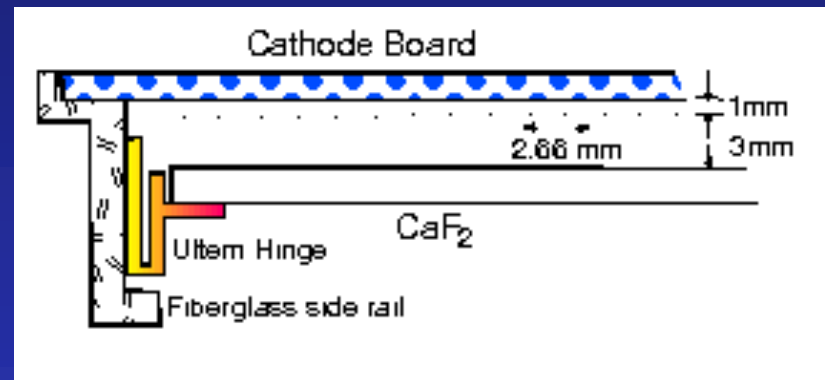 Cathode Board
1mm
2.66 mm
3mm
CaF2
Ultem Hinge
Fiberglass side rail